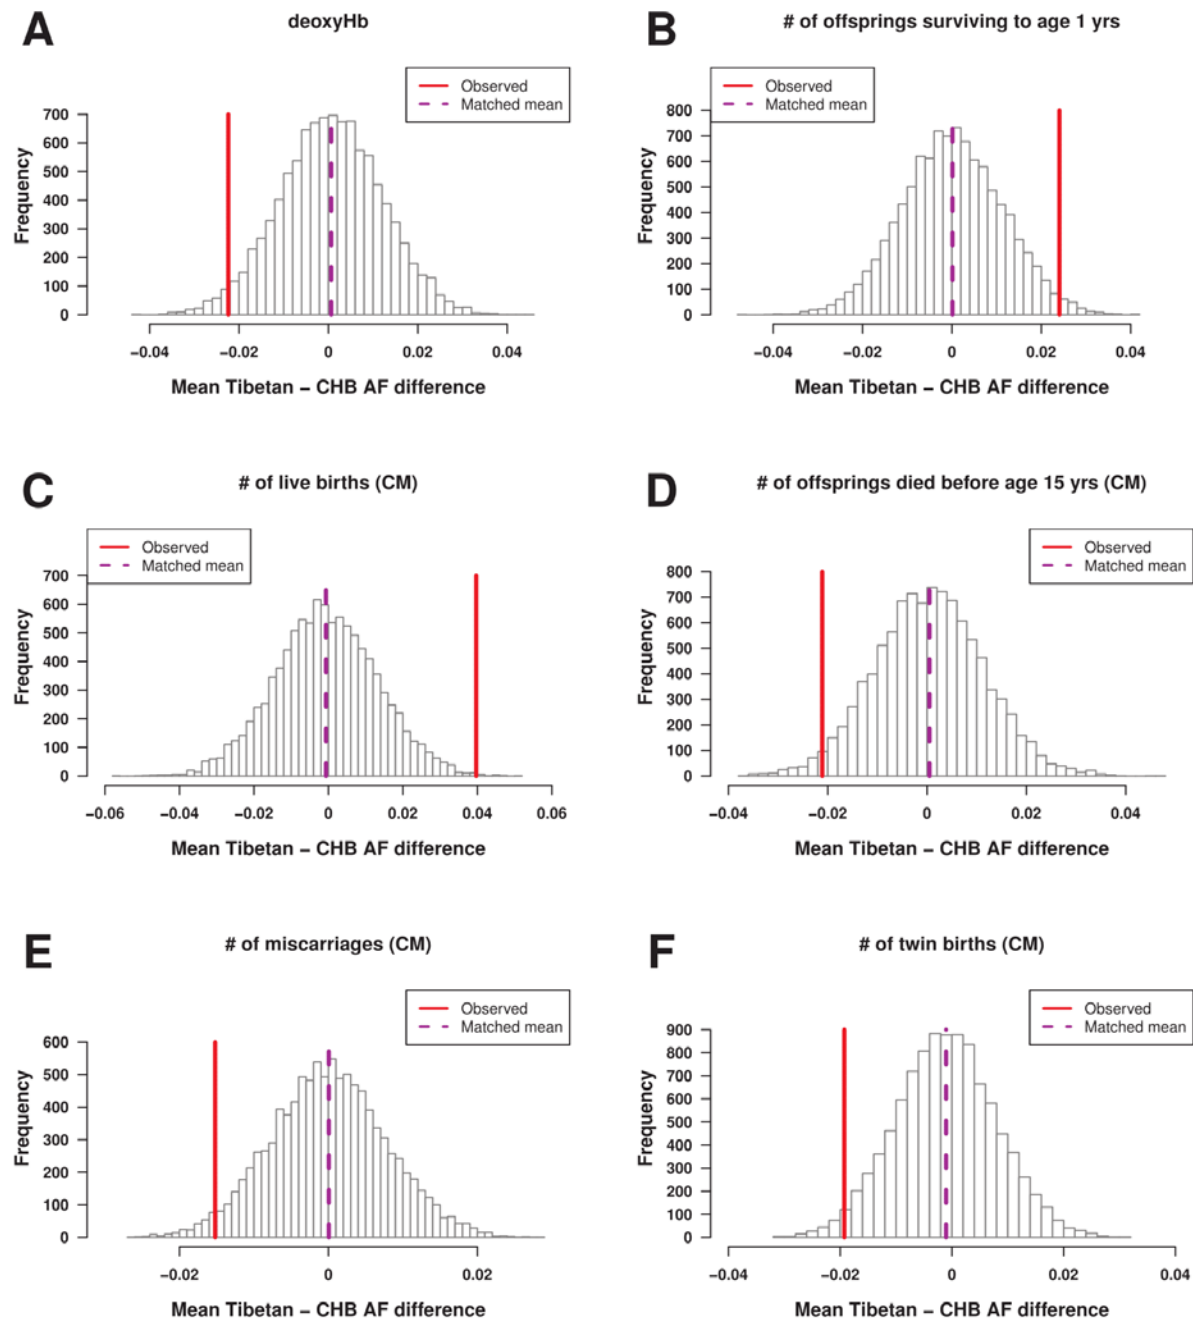 A
deoxyHb
Observed
Matched mean
Frequency
700
600
500
400
300
200
100
0
−0.04
−0.02
0
0.02
0.04
Mean Tibetan − CHB AF difference
B
# of offsprings surviving to age 1 yrs
Observed
Matched mean
Frequency
800
700
600
500
400
300
200
100
0
−0.04
−0.02
0
0.02
0.04
Mean Tibetan − CHB AF difference
C
# of live births (CM)
Observed
Matched mean
Frequency
700
600
500
400
300
200
100
0
−0.06
−0.04
−0.02
0
0.02
0.04
0.06
Mean Tibetan − CHB AF difference
D
# of offsprings died before age 15 yrs (CM)
Observed
Matched mean
Frequency
800
700
600
500
400
300
200
100
0
−0.04
−0.02
0
0.02
0.04
Mean Tibetan − CHB AF difference
E
# of miscarriages (CM)
Observed
Matched mean
Frequency
600
500
400
300
200
100
0
−0.02
0
0.02
Mean Tibetan − CHB AF difference
F
# of twin births (CM)
Observed
Matched mean
Frequency
900
800
700
600
500
400
300
200
100
0
−0.04
−0.02
0
0.02
0.04
Mean Tibetan − CHB AF difference